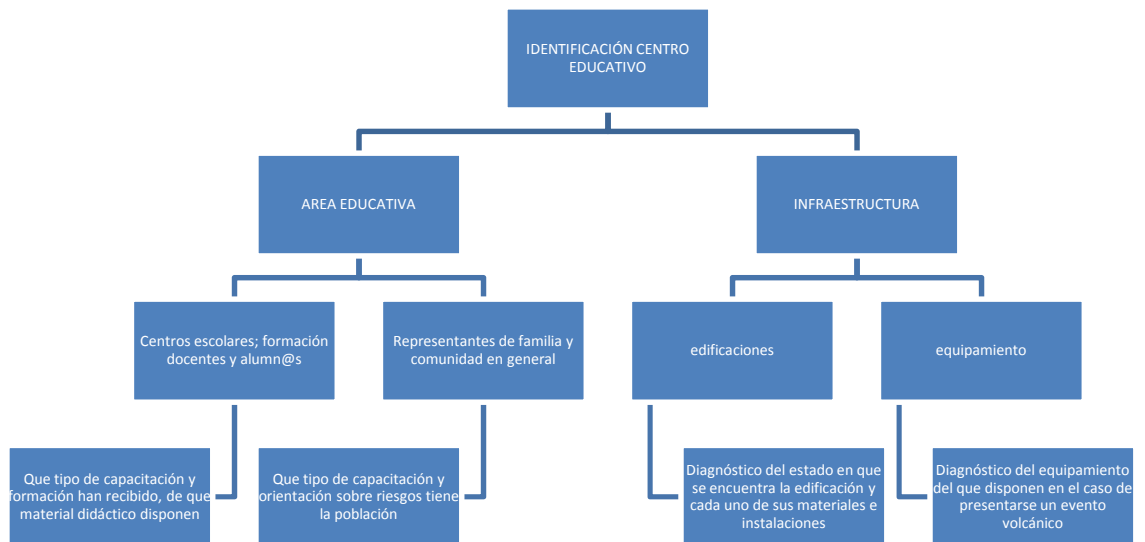 IDENTIFICACIÓN CENTRO
EDUCATIVO
AREA EDUCATIVA
INFRAESTRUCTURA
Centros escolares; formación
docentes y alumn@s
Representantes de familia y
comunidad en general
edificaciones
equipamiento
Que tipo de capacitación y
formación han recibido, de que
material didáctico disponen
Que tipo de capacitación y
orientación sobre riesgos tiene
la población
Diagnóstico del estado en que
se encuentra la edificación y
cada uno de sus materiales e
instalaciones
Diagnóstico del equipamiento
del que disponen en el caso de
presentarse un evento
volcánico